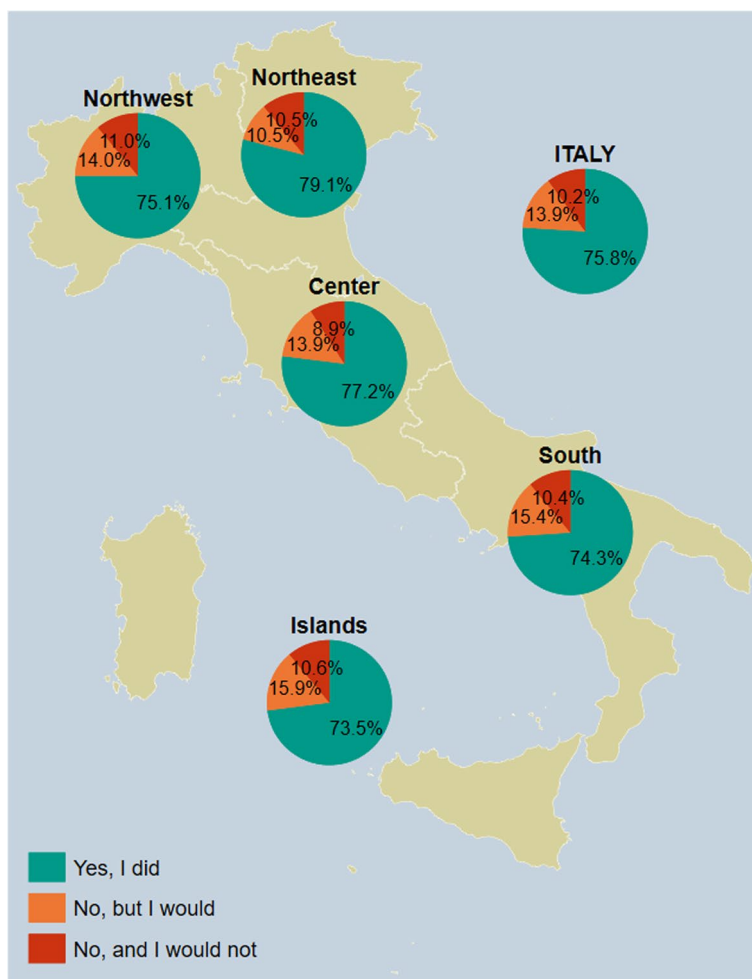 Northeast
10.5%
10.5%
79.1%
Northwest
11.0%
14.0%
75.1%
ITALY
10.2%
13.9%
75.8%
Center
8.9%
13.9%
77.2%
South
10.4%
15.4%
74.3%
Islands
10.6%
15.9%
73.5%
Yes, I did
No, but I would
No, and I would not